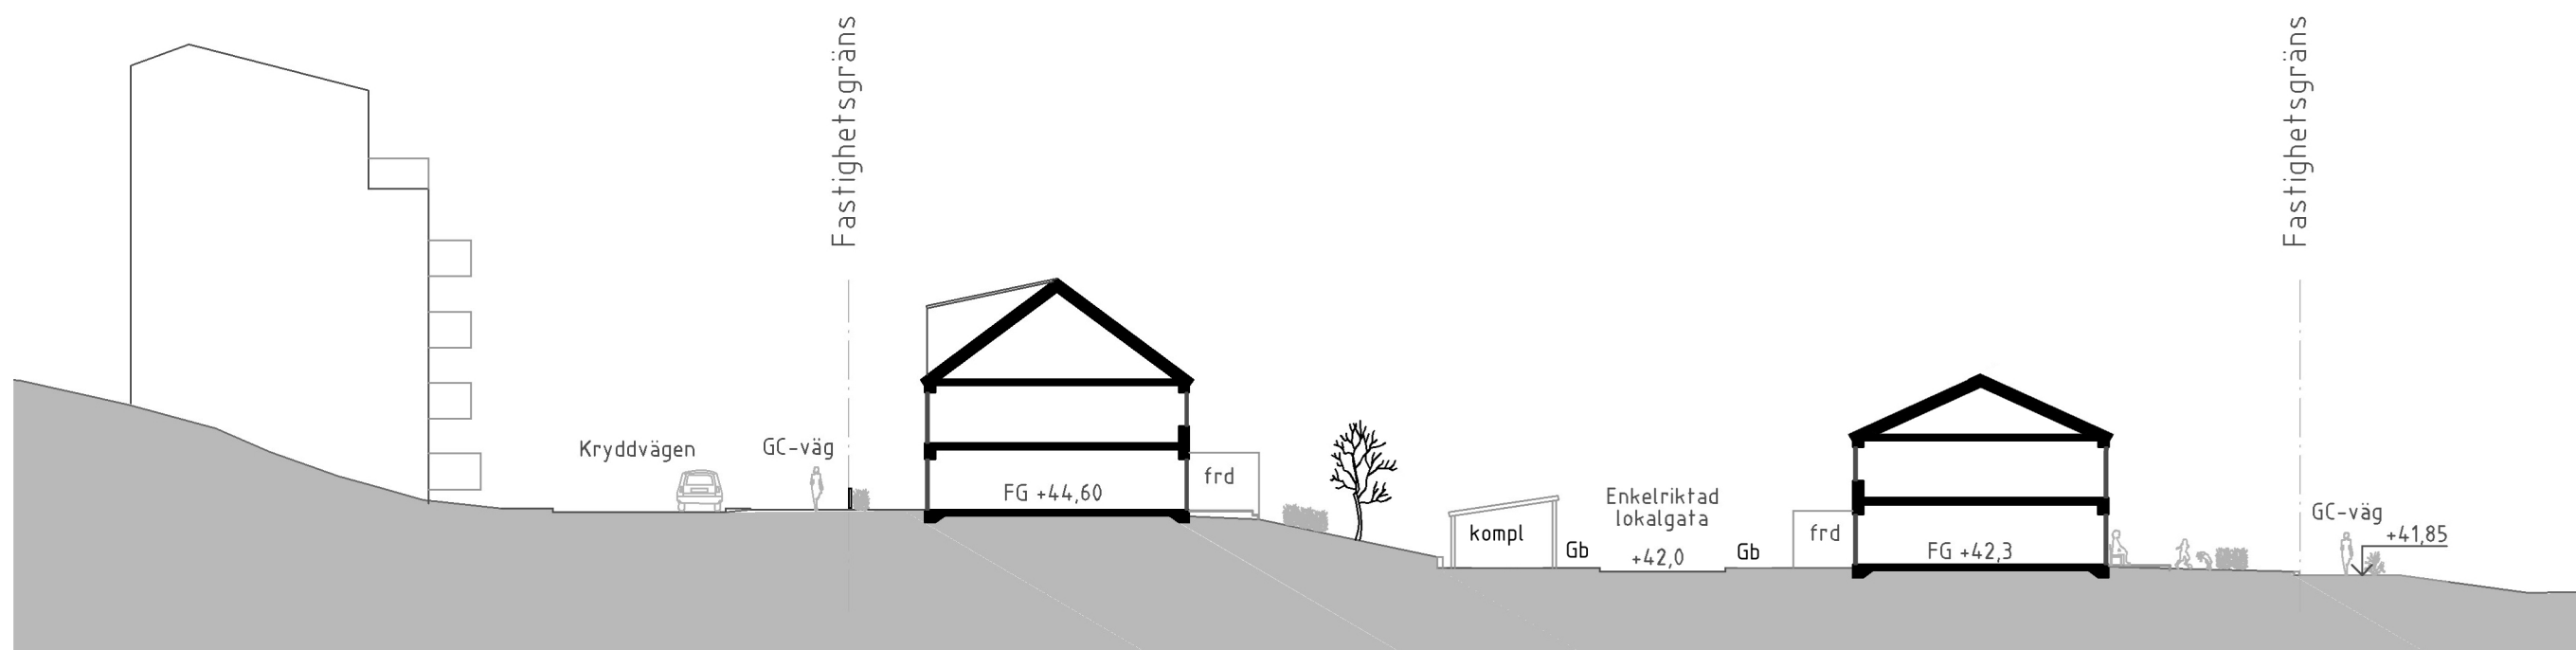 Fastighetsgräns
Fastighetsgräns
Kryddvägen
GC-väg
FG +44,60
frd
kompl
Gb
Enkelriktad
lokalgata
+42,0
Gb
frd
FG +42,3
GC-väg
+41,85